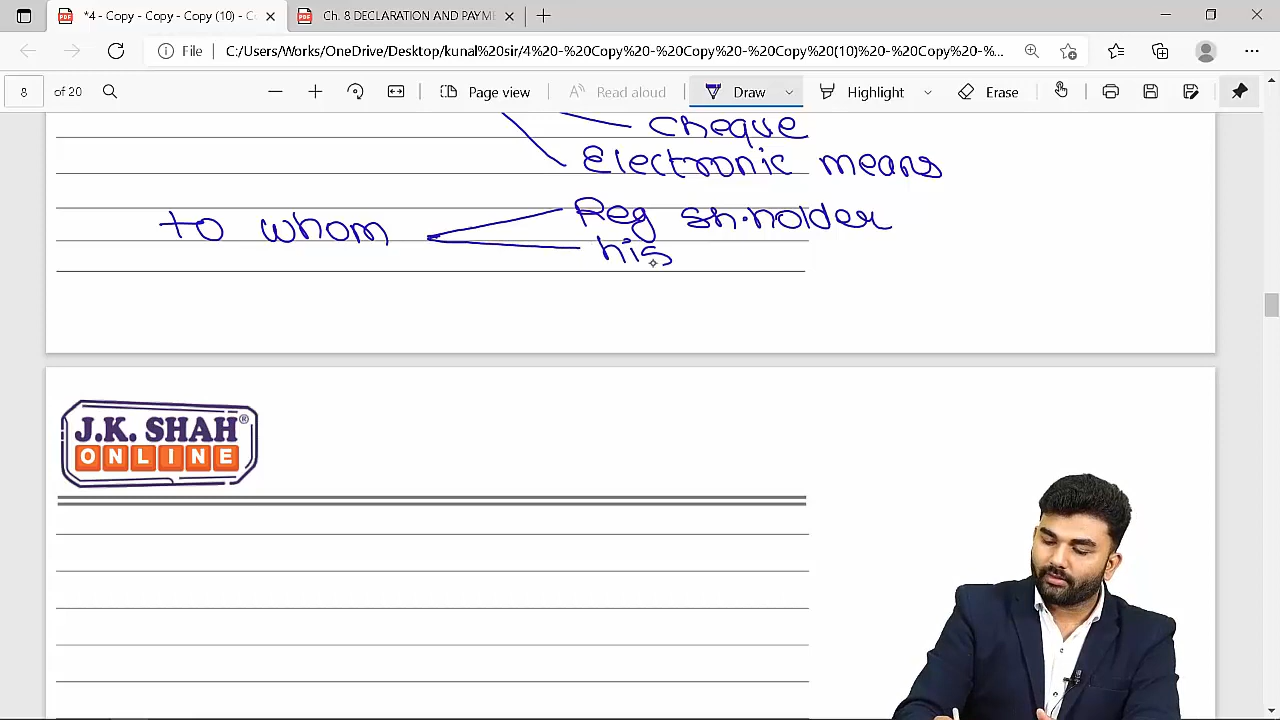 *4 - Copy - Copy - Copy (10) - C
Ch. 8 DECLARATION AND PAYME
File
C:/Users/Works/OneDrive/Desktop/kunal%20sir/4%20-%20Copy%20-%20Copy%20-%20Copy%20(10)%20-%20Copy%20-%...
8 of 20
Page view
Read aloud
Draw
Highlight
Erase
Cheque
Electronic means
to whom
Reg sh.holder
his
J.K. SHAH®
ONLINE